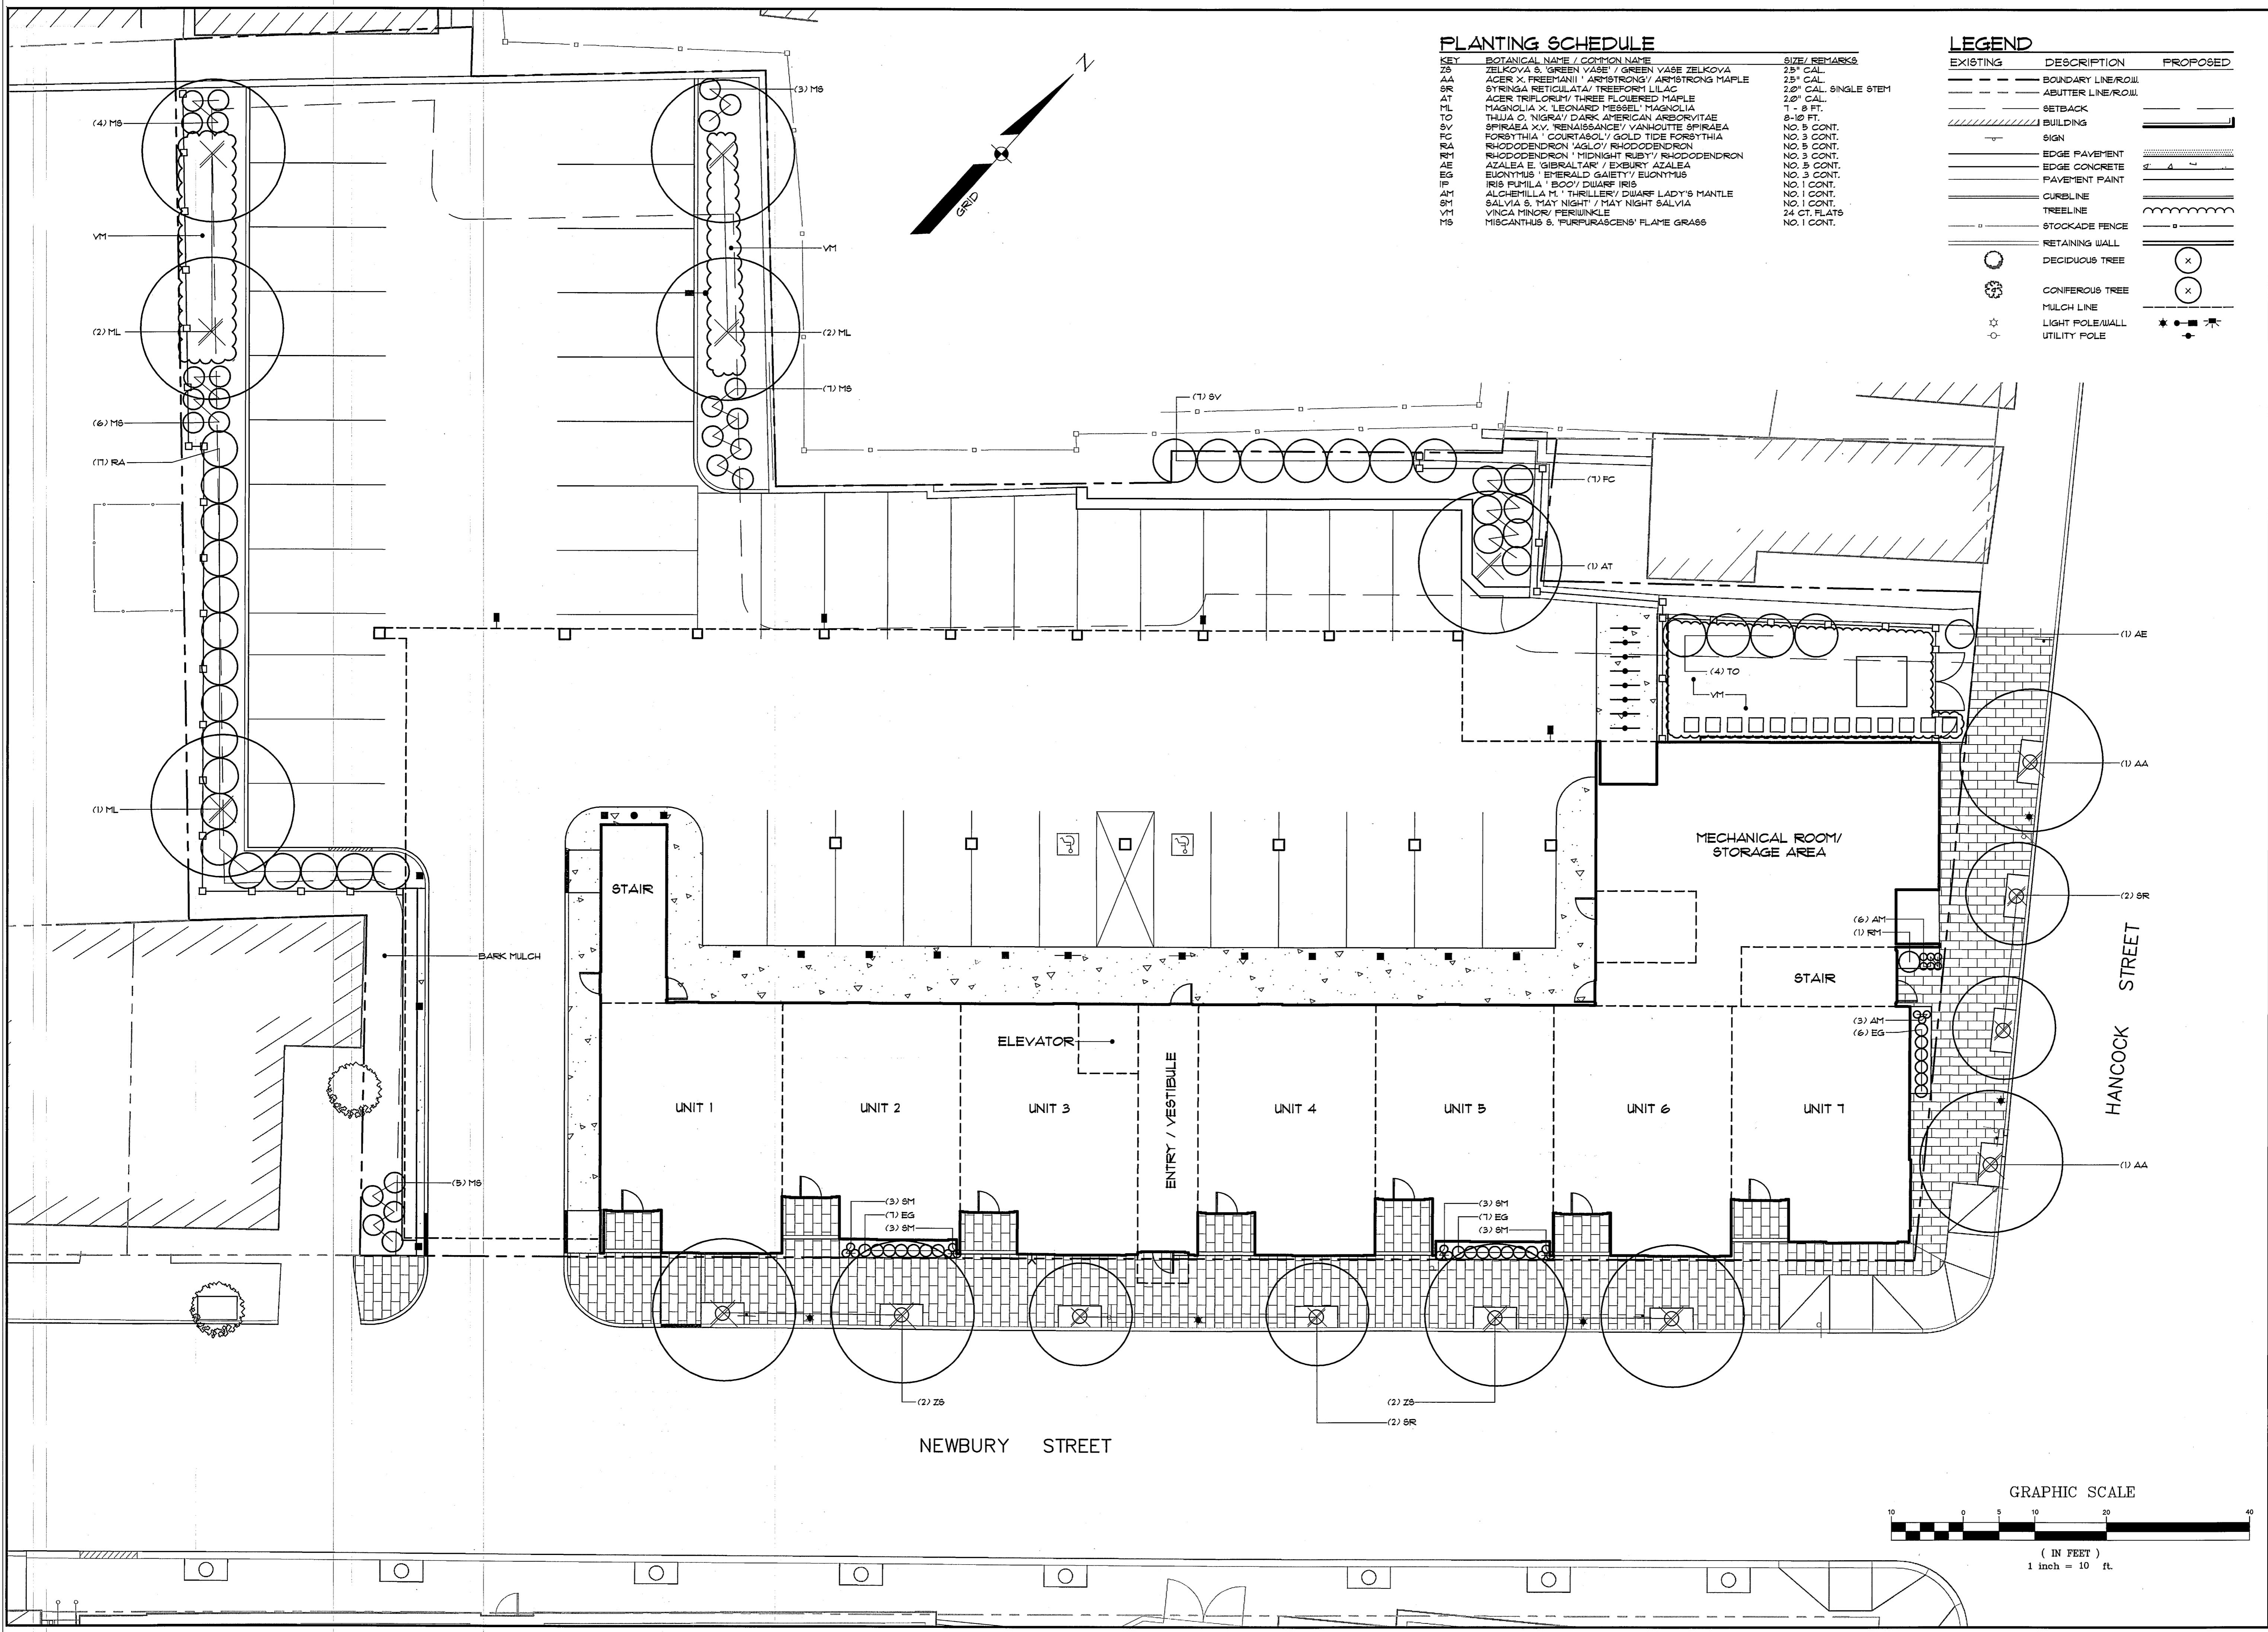 PLANTING SCHEDULE
KEY BOTANICAL NAME / COMMON NAME SIZE/ REMARKS
ZS ZELKOVA S. 'GREEN VASE' / GREEN VASE ZELKOVA 2.5" CAL.
AA ACER X. FREEMANII ' ARMSTRONG'/ ARMSTRONG MAPLE 2.5" CAL.
SR SYRINGA RETICULATA/ TREEFORM LILAC 2.0" CAL. SINGLE STEM
AT ACER TRIFLORUM/ THREE FLOWERED MAPLE 2.0" CAL.
ML MAGNOLIA X. 'LEONARD MESSEL' MAGNOLIA 7 - 8 FT.
TO THUJA O. 'NIGRA'/ DARK AMERICAN ARBORVITAE 8-10 FT.
SV SPIRAEA X.V. 'RENAISSANCE'/ VANHOUTTE SPIRAEA NO. 5 CONT.
FC FORSYTHIA ' COURTASOL'/ GOLD TIDE FORSYTHIA NO. 3 CONT.
RA RHODODENDRON 'AGLO'/ RHODODENDRON NO. 5 CONT.
RM RHODODENDRON ' MIDNIGHT RUBY'/ RHODODENDRON NO. 3 CONT.
AE AZALEA E. 'GIBRALTAR' / EXBURY AZALEA NO. 5 CONT.
EG EUONYMUS ' EMERALD GAIETY'/ EUONYMUS NO. 3 CONT.
IP IRIS PUMILA ' BOO'/ DWARF IRIS NO. 1 CONT.
AM ALCHEMILLA M. ' THRILLER'/ DWARF LADY'S MANTLE NO. 1 CONT.
SM SALVIA S. 'MAY NIGHT' / MAY NIGHT SALVIA NO. 1 CONT.
VM VINCA MINOR/ PERIWINKLE 24 CT. FLATS
MS MISCANTHUS S. 'PURPURASCENS' FLAME GRASS NO. 1 CONT.
LEGEND
EXISTING DESCRIPTION PROPOSED
BOUNDARY LINE/R.O.W.
ABUTTER LINE/R.O.W.
SETBACK
BUILDING
SIGN
EDGE PAVEMENT
EDGE CONCRETE
PAVEMENT PAINT
CURBLINE
TREELINE
STOCKADE FENCE
RETAINING WALL
DECIDUOUS TREE
CONIFEROUS TREE
MULCH LINE
LIGHT POLE/WALL
UTILITY POLE
N
GRID
(4) MS
(3) MS
VM
VM
(2) ML
(2) ML
(7) MS
(6) MS
(7) SV
(17) RA
(7) FC
(1) AT
(1) AE
(4) TO
VM
(1) AA
(1) ML
MECHANICAL ROOM/
STORAGE AREA
STAIR
(2) SR
(6) AM
(1) RM
BARK MULCH
STAIR
HANCOCK STREET
(3) AM
(6) EG
ELEVATOR
ENTRY / VESTIBULE
UNIT 1
UNIT 2
UNIT 3
UNIT 4
UNIT 5
UNIT 6
UNIT 7
(1) AA
(5) MS
(3) SM
(7) EG
(3) SM
(3) SM
(7) EG
(3) SM
(2) ZS
(2) ZS
(2) SR
NEWBURY STREET
GRAPHIC SCALE
10 0 5 10 20 40
( IN FEET )
1 inch = 10 ft.